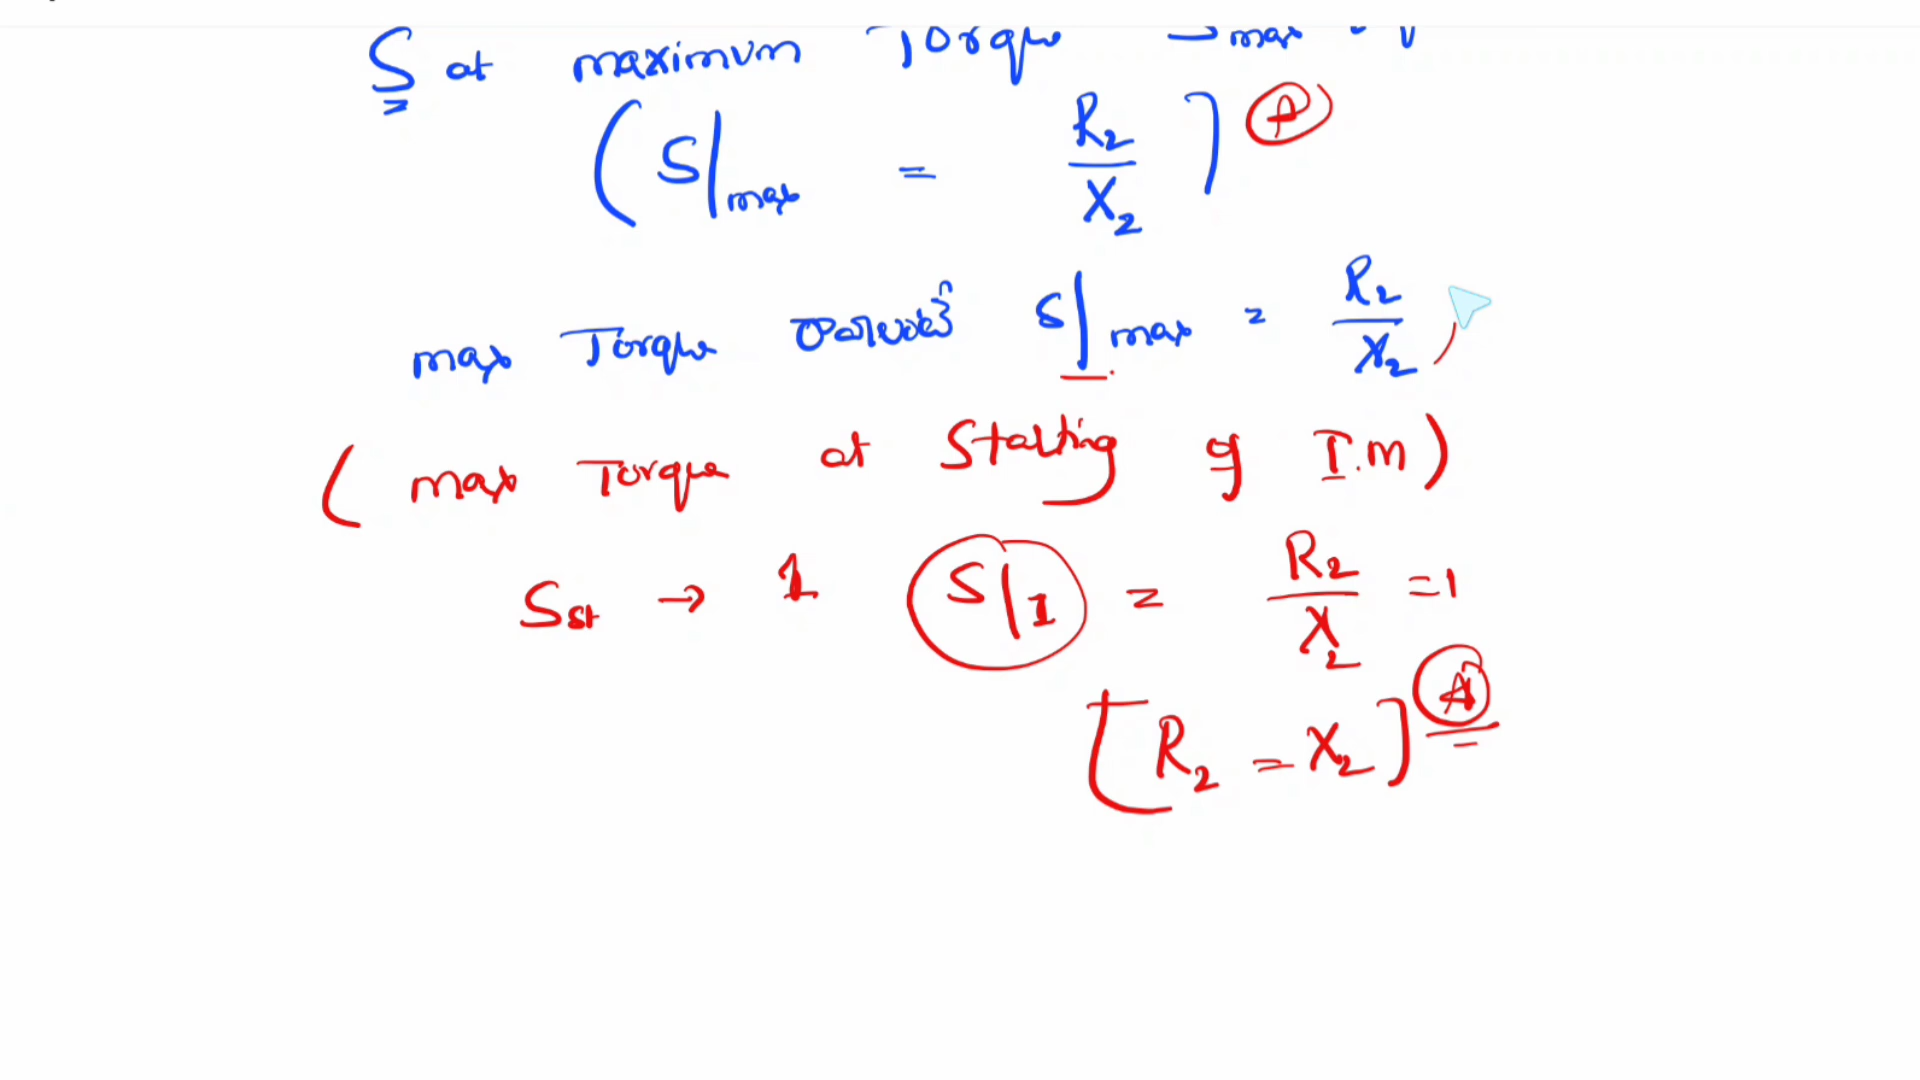 S at maximum Torque max
( S|max = R2/X2 ] A
max Torque రావాలంటే S|max = R2/X2
( max Torque at Starting of I.M )
Sst → 1 S|1 = R2/X2 =1
[ R2 = X2 ] A